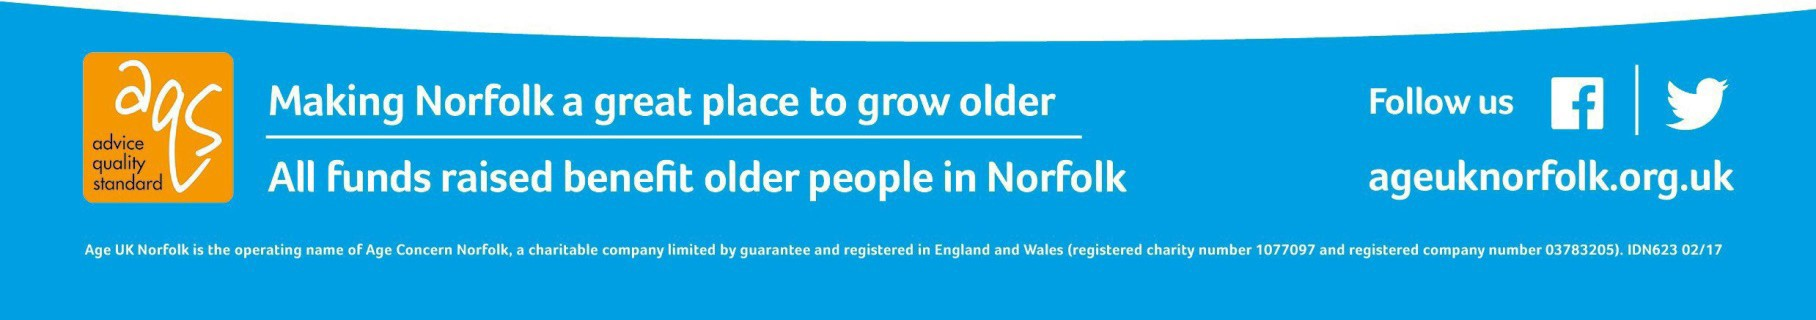 aqs
advice
quality
standard
Making Norfolk a great place to grow older
All funds raised benefit older people in Norfolk
Follow us
ageuknorfolk.org.uk
Age UK Norfolk is the operating name of Age Concern Norfolk, a charitable company limited by guarantee and registered in England and Wales (registered charity number 1077097 and registered company number 03783205). IDN623 02/17